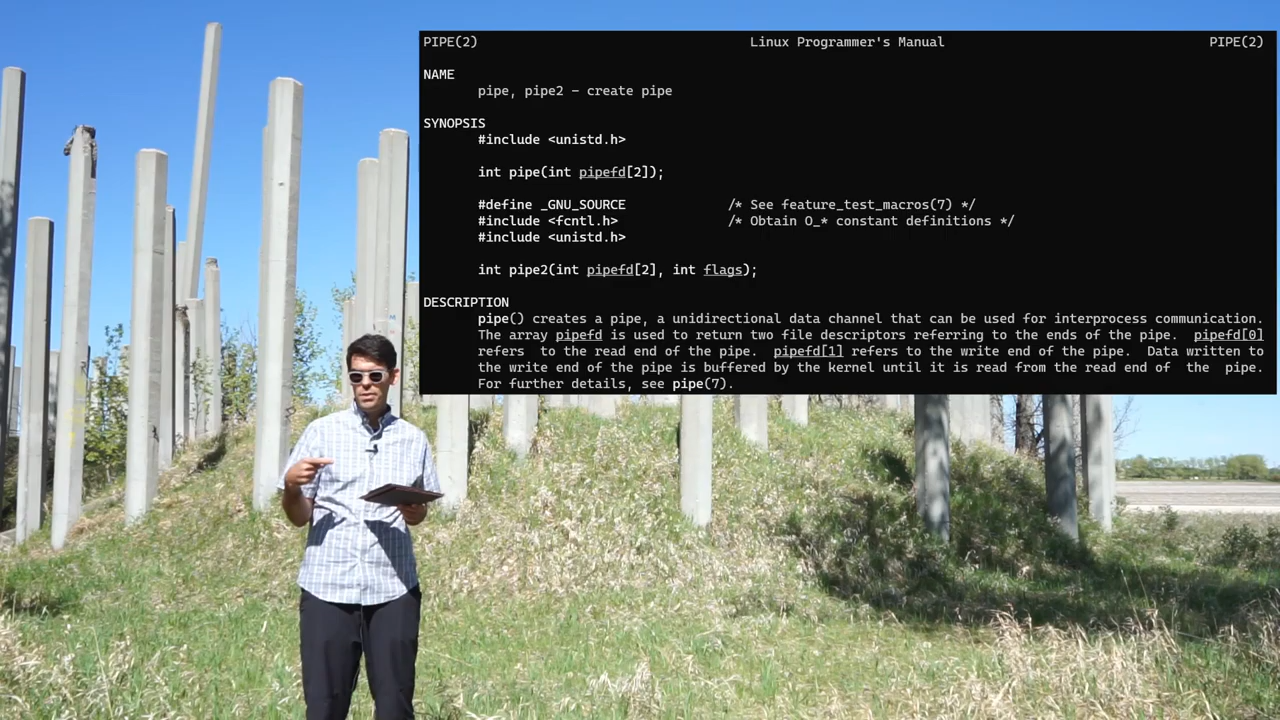 PIPE(2) Linux Programmer's Manual PIPE(2)
NAME
pipe, pipe2 - create pipe
SYNOPSIS
#include <unistd.h>
int pipe(int pipefd[2]);
#define _GNU_SOURCE /* See feature_test_macros(7) */
#include <fcntl.h> /* Obtain O_* constant definitions */
#include <unistd.h>
int pipe2(int pipefd[2], int flags);
DESCRIPTION
pipe() creates a pipe, a unidirectional data channel that can be used for interprocess communication.
The array pipefd is used to return two file descriptors referring to the ends of the pipe. pipefd[0]
refers to the read end of the pipe. pipefd[1] refers to the write end of the pipe. Data written to
the write end of the pipe is buffered by the kernel until it is read from the read end of the pipe.
For further details, see pipe(7).